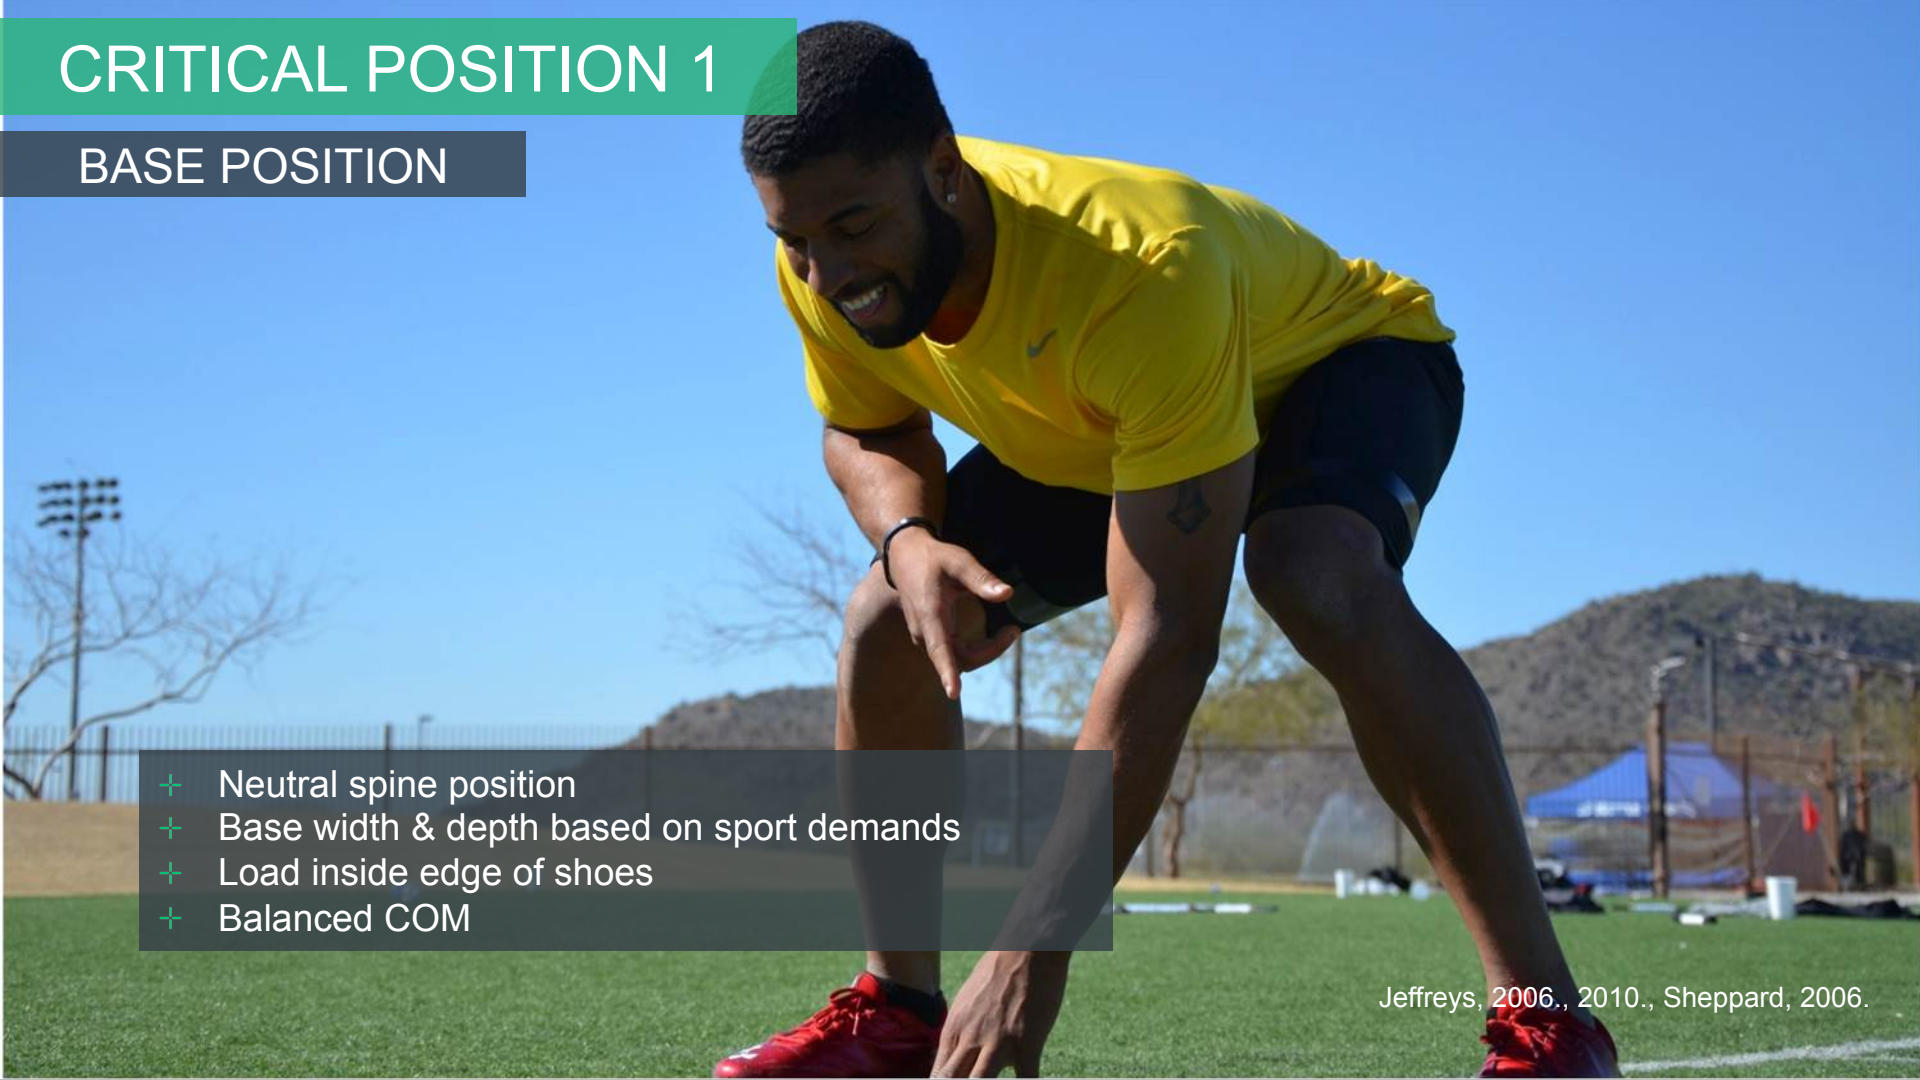 CRITICAL POSITION 1
BASE POSITION
Neutral spine position
Base width & depth based on sport demands
Load inside edge of shoes
Balanced COM
Jeffreys, 2006., 2010., Sheppard, 2006.